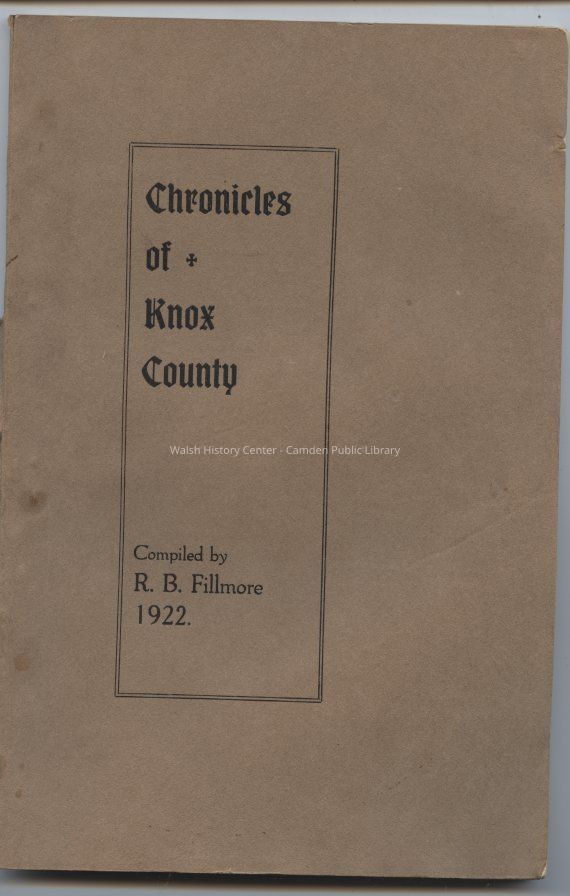 Chronicles
of ✠
Knox
County
Walsh History Center - Camden Public Library
Compiled by
R. B. Fillmore
1922.